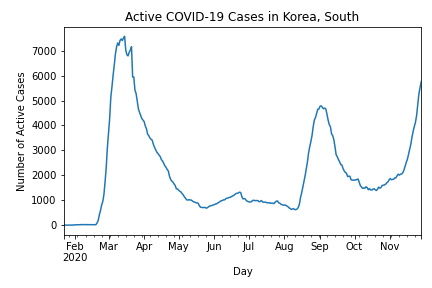 Active COVID-19 Cases in Korea, South
Number of Active Cases
7000
6000
5000
4000
3000
2000
1000
0
Feb Mar Apr May Jun Jul Aug Sep Oct Nov
2020
Day